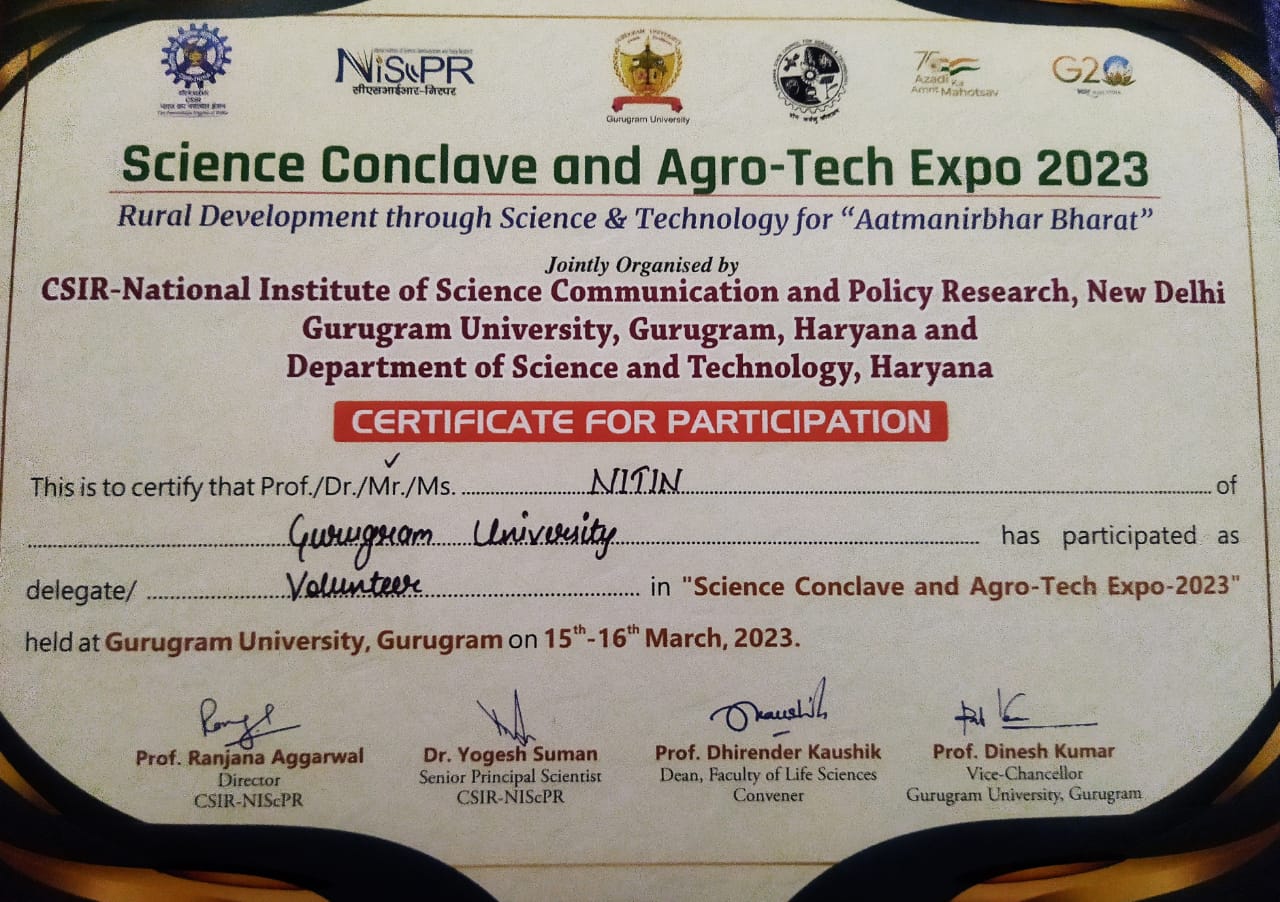 NIScPR
सीएसआईआर-निस्पर
CSIR
Gurugram University
75
Azadi Ka
Amrit Mahotsav
G20
Science Conclave and Agro-Tech Expo 2023
Rural Development through Science & Technology for “Aatmanirbhar Bharat”
Jointly Organised by
CSIR-National Institute of Science Communication and Policy Research, New Delhi
Gurugram University, Gurugram, Haryana and
Department of Science and Technology, Haryana
CERTIFICATE FOR PARTICIPATION
This is to certify that Prof./Dr./Mr./Ms. NITIN of
Gurugram University has participated as
delegate/ Volunteer in "Science Conclave and Agro-Tech Expo-2023"
held at Gurugram University, Gurugram on 15th-16th March, 2023.
Prof. Ranjana Aggarwal
Director
CSIR-NIScPR
Dr. Yogesh Suman
Senior Principal Scientist
CSIR-NIScPR
Prof. Dhirender Kaushik
Dean, Faculty of Life Sciences
Convener
Prof. Dinesh Kumar
Vice-Chancellor
Gurugram University, Gurugram